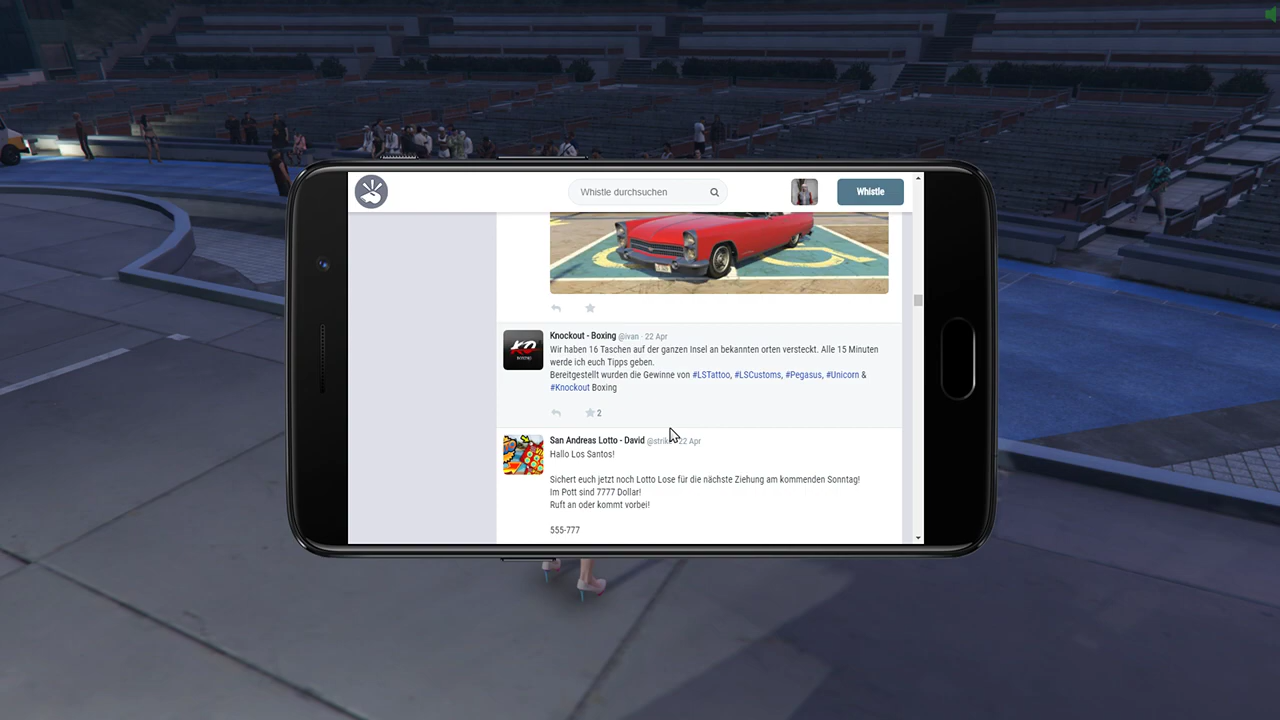 Whistle durchsuchen
Whistle
Knockout - Boxing @ivan · 22 Apr
Wir haben 16 Taschen auf der ganzen Insel an bekannten orten versteckt. Alle 15 Minuten
werde ich euch Tipps geben.
Bereitgestellt wurden die Gewinne von #LSTattoo, #LSCustoms, #Pegasus, #Unicorn &
#Knockout Boxing
2
San Andreas Lotto - David 22 Apr
Hallo Los Santos!
Sichert euch jetzt noch Lotto Lose für die nächste Ziehung am kommenden Sonntag!
Im Pott sind 7777 Dollar!
Ruft an oder kommt vorbei!
555-777